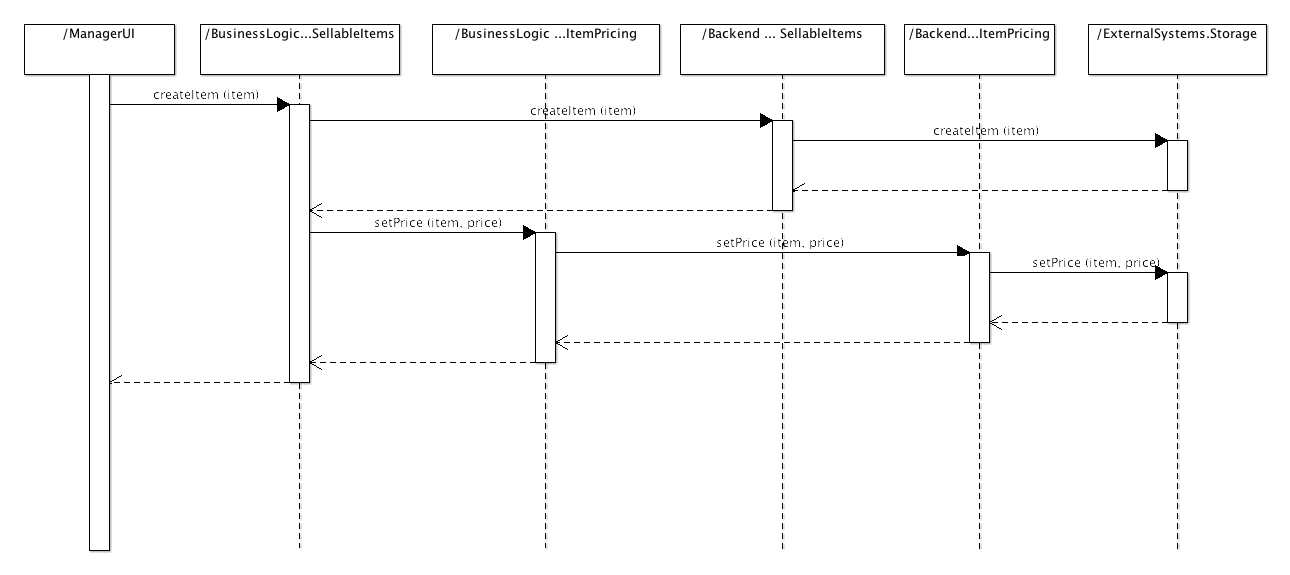 /ManagerUI
/BusinessLogic...SellableItems
/BusinessLogic ...ItemPricing
/Backend ... SellableItems
/Backend...ItemPricing
/ExternalSystems.Storage
createItem (item)
createItem (item)
createItem (item)
setPrice (item, price)
setPrice (item, price)
setPrice (item, price)